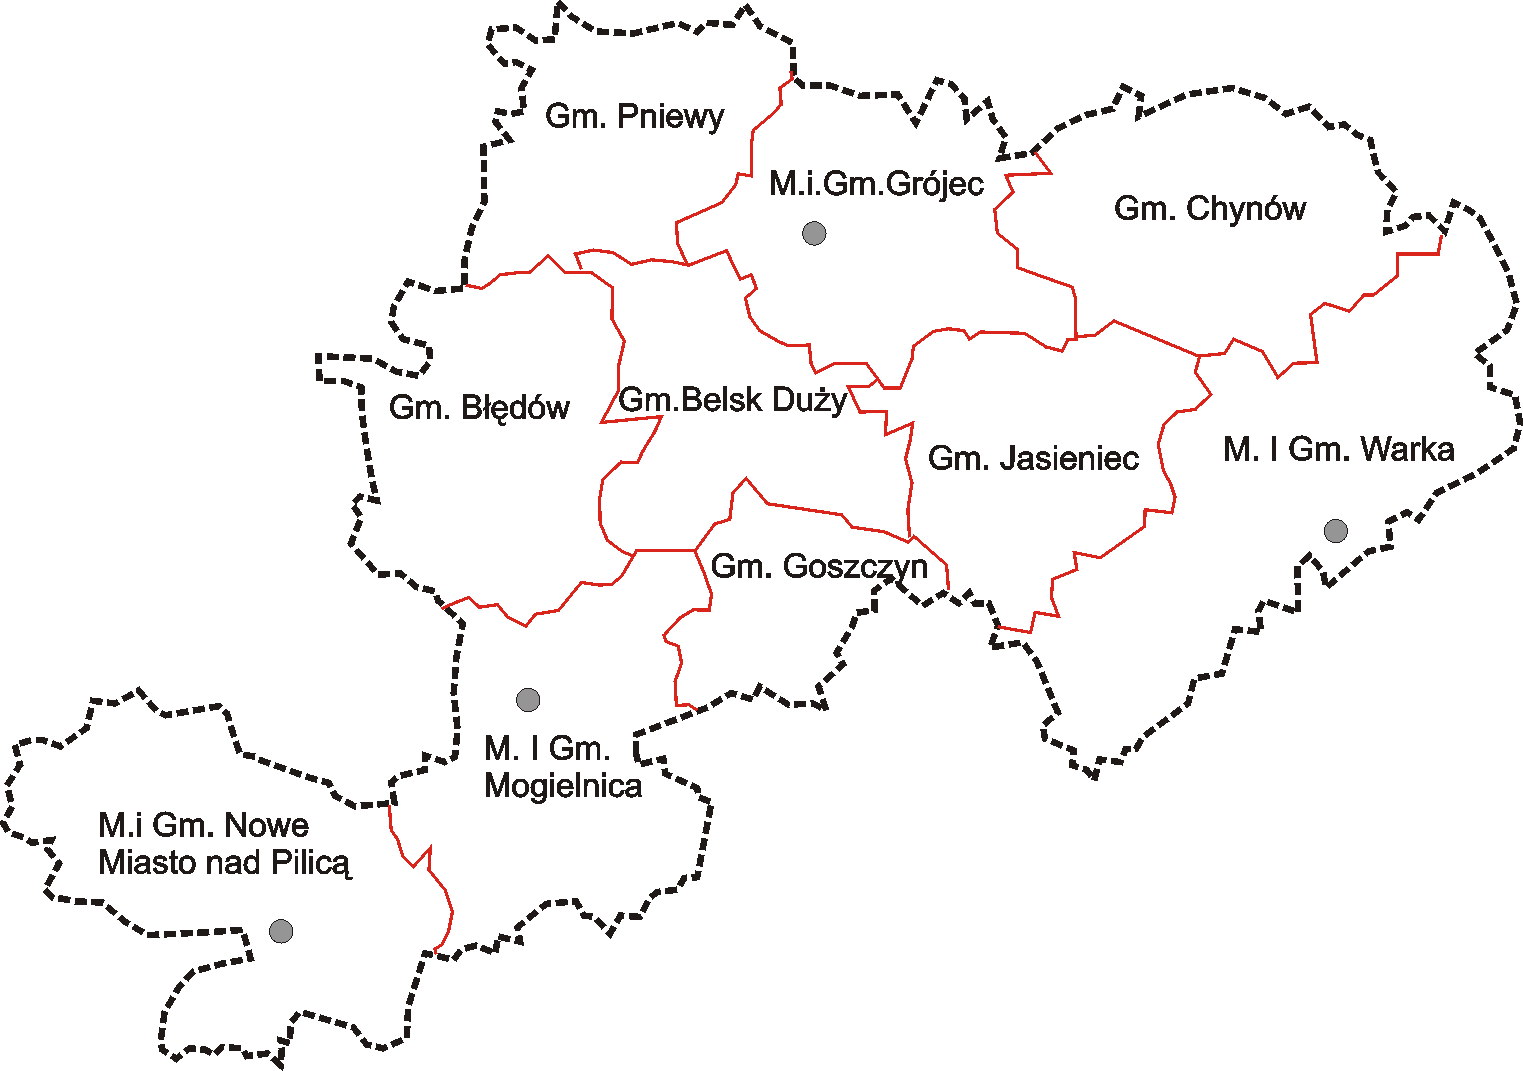 Gm. Pniewy
M.i.Gm.Grójec
Gm. Chynów
Gm. Błędów
Gm.Belsk Duży
Gm. Jasieniec
M. I Gm. Warka
Gm. Goszczyn
M. I Gm.
Mogielnica
M.i Gm. Nowe
Miasto nad Pilicą